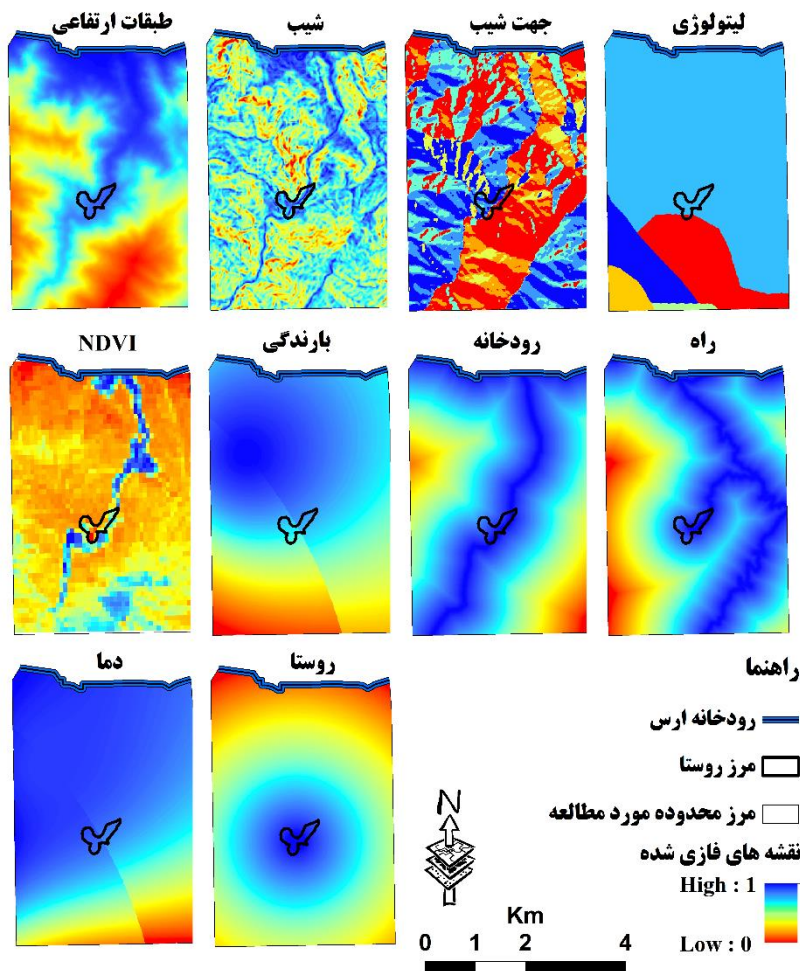 طبقات ارتفاعی
شیب
جهت شیب
لیتولوژی
NDVI
بارندگی
رودخانه
راه
دما
روستا
راهنما
رودخانه ارس
مرز روستا
مرز محدوده مورد مطالعه
نقشه های فازی شده
High : 1
Low : 0
N
Km
0 1 2 4